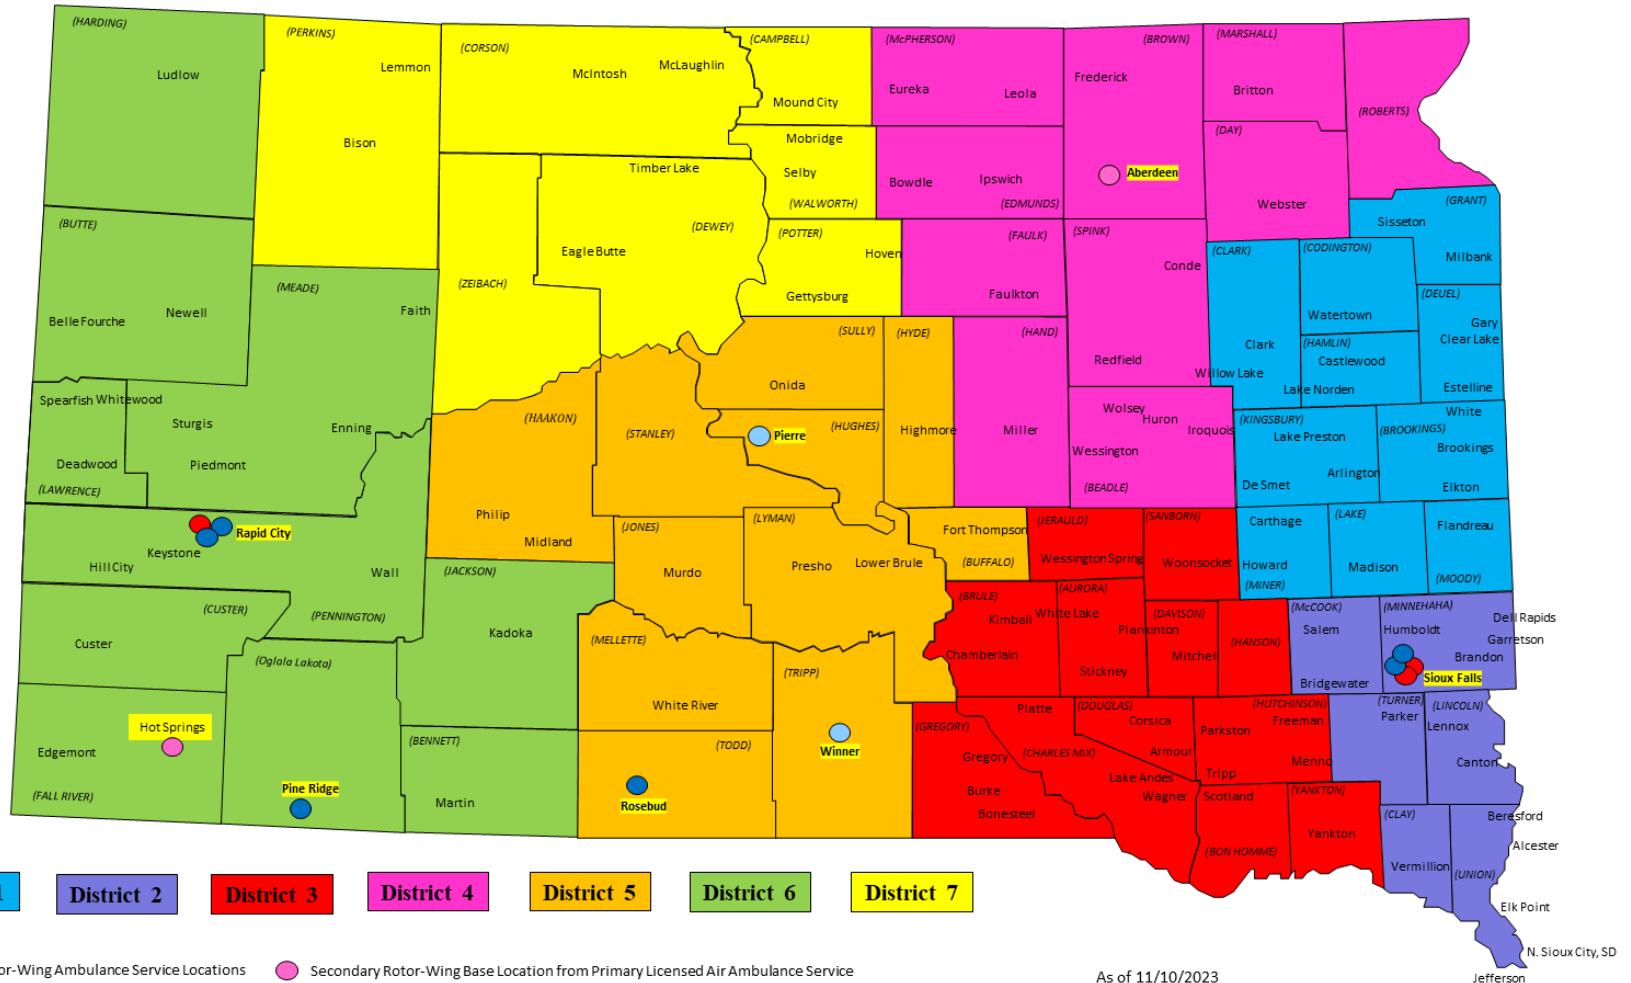 (HARDING)
Ludlow
(PERKINS)
Lemmon
Bison
(CORSON)
McIntosh
McLaughlin
(CAMPBELL)
Mound City
(McPHERSON)
Eureka
Leola
(BROWN)
Frederick
Aberdeen
(MARSHALL)
Britton
(ROBERTS)
(DAY)
Webster
Mobridge
Selby
(WALWORTH)
Bowdle
Ipswich
(EDMUNDS)
Timber Lake
(DEWEY)
Eagle Butte
(ZEIBACH)
(POTTER)
Hoven
Gettysburg
(FAULK)
Faulkton
(SPINK)
Conde
Redfield
(GRANT)
Sisseton
Milbank
(CLARK)
Clark
Willow Lake
(CODINGTON)
Watertown
(DEUEL)
Gary
Clear Lake
Estelline
(HAMLIN)
Castlewood
Lake Norden
(BUTTE)
Belle Fourche
Newell
(MEADE)
Faith
Spearfish
Whitewood
Sturgis
Enning
Deadwood
Piedmont
(LAWRENCE)
(HAAKON)
Philip
Midland
(STANLEY)
(SULLY)
Onida
(HYDE)
Highmore
Pierre
(HUGHES)
(HAND)
Miller
Wolsey
Huron
Iroquois
Wessington
(BEADLE)
(KINGSBURY)
Lake Preston
Arlington
De Smet
White
(BROOKINGS)
Brookings
Elkton
Rapid City
Keystone
Hill City
Wall
(PENNINGTON)
(JACKSON)
Kadoka
(JONES)
Murdo
(LYMAN)
Presho
Lower Brule
Fort Thompson
(BUFFALO)
(JERAULD)
Wessington Spring
(SANBORN)
Woonsocket
Carthage
Howard
(MINER)
(LAKE)
Madison
Flandreau
(MOODY)
(CUSTER)
Custer
(Oglala Lakota)
Pine Ridge
Hot Springs
Edgemont
(FALL RIVER)
(BENNETT)
Martin
(MELLETTE)
White River
(TODD)
Rosebud
(TRIPP)
Winner
(BRULE)
Kimball
Chamberlain
(AURORA)
White Lake
Plankinton
Stickney
(DAVISON)
Mitchel
(HANSON)
(McCOOK)
Salem
Bridgewater
(MINNEHAHA)
Humboldt
Dell Rapids
Garretson
Brandon
Sioux Falls
(GREGORY)
Gregory
Burke
Bonesteel
Platte
(CHARLES MIX)
Lake Andes
Wagner
(DOUGLAS)
Corsica
Armour
(HUTCHINSON)
Freeman
Parkston
Menno
Tripp
(TURNER)
Parker
(LINCOLN)
Lennox
Canton
Scotland
(BON HOMME)
(YANKTON)
Yankton
(CLAY)
Vermillion
Beresford
Alcester
(UNION)
Elk Point
N. Sioux City, SD
Jefferson
1
District 2
District 3
District 4
District 5
District 6
District 7
or-Wing Ambulance Service Locations
Secondary Rotor-Wing Base Location from Primary Licensed Air Ambulance Service
As of 11/10/2023